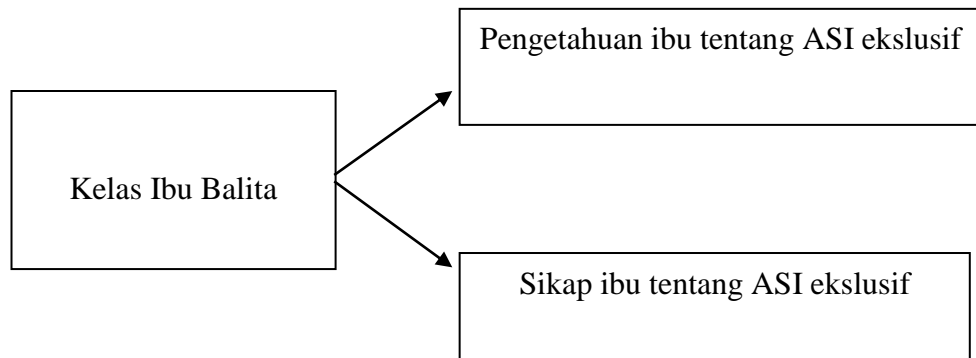 Pengetahuan ibu tentang ASI ekslusif
Kelas Ibu Balita
Sikap ibu tentang ASI ekslusif